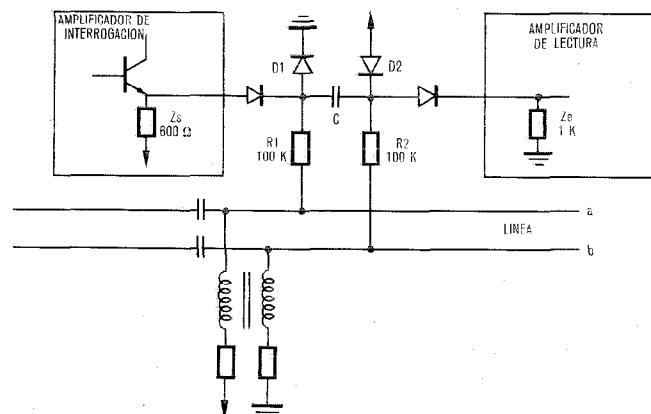 AMPLIFICADOR DE
INTERROGACION
Zs
600 Ω
D1
D2
C
R1
100 K
R2
100 K
AMPLIFICADOR
DE LECTURA
Ze
1 K
a
LINEA
b